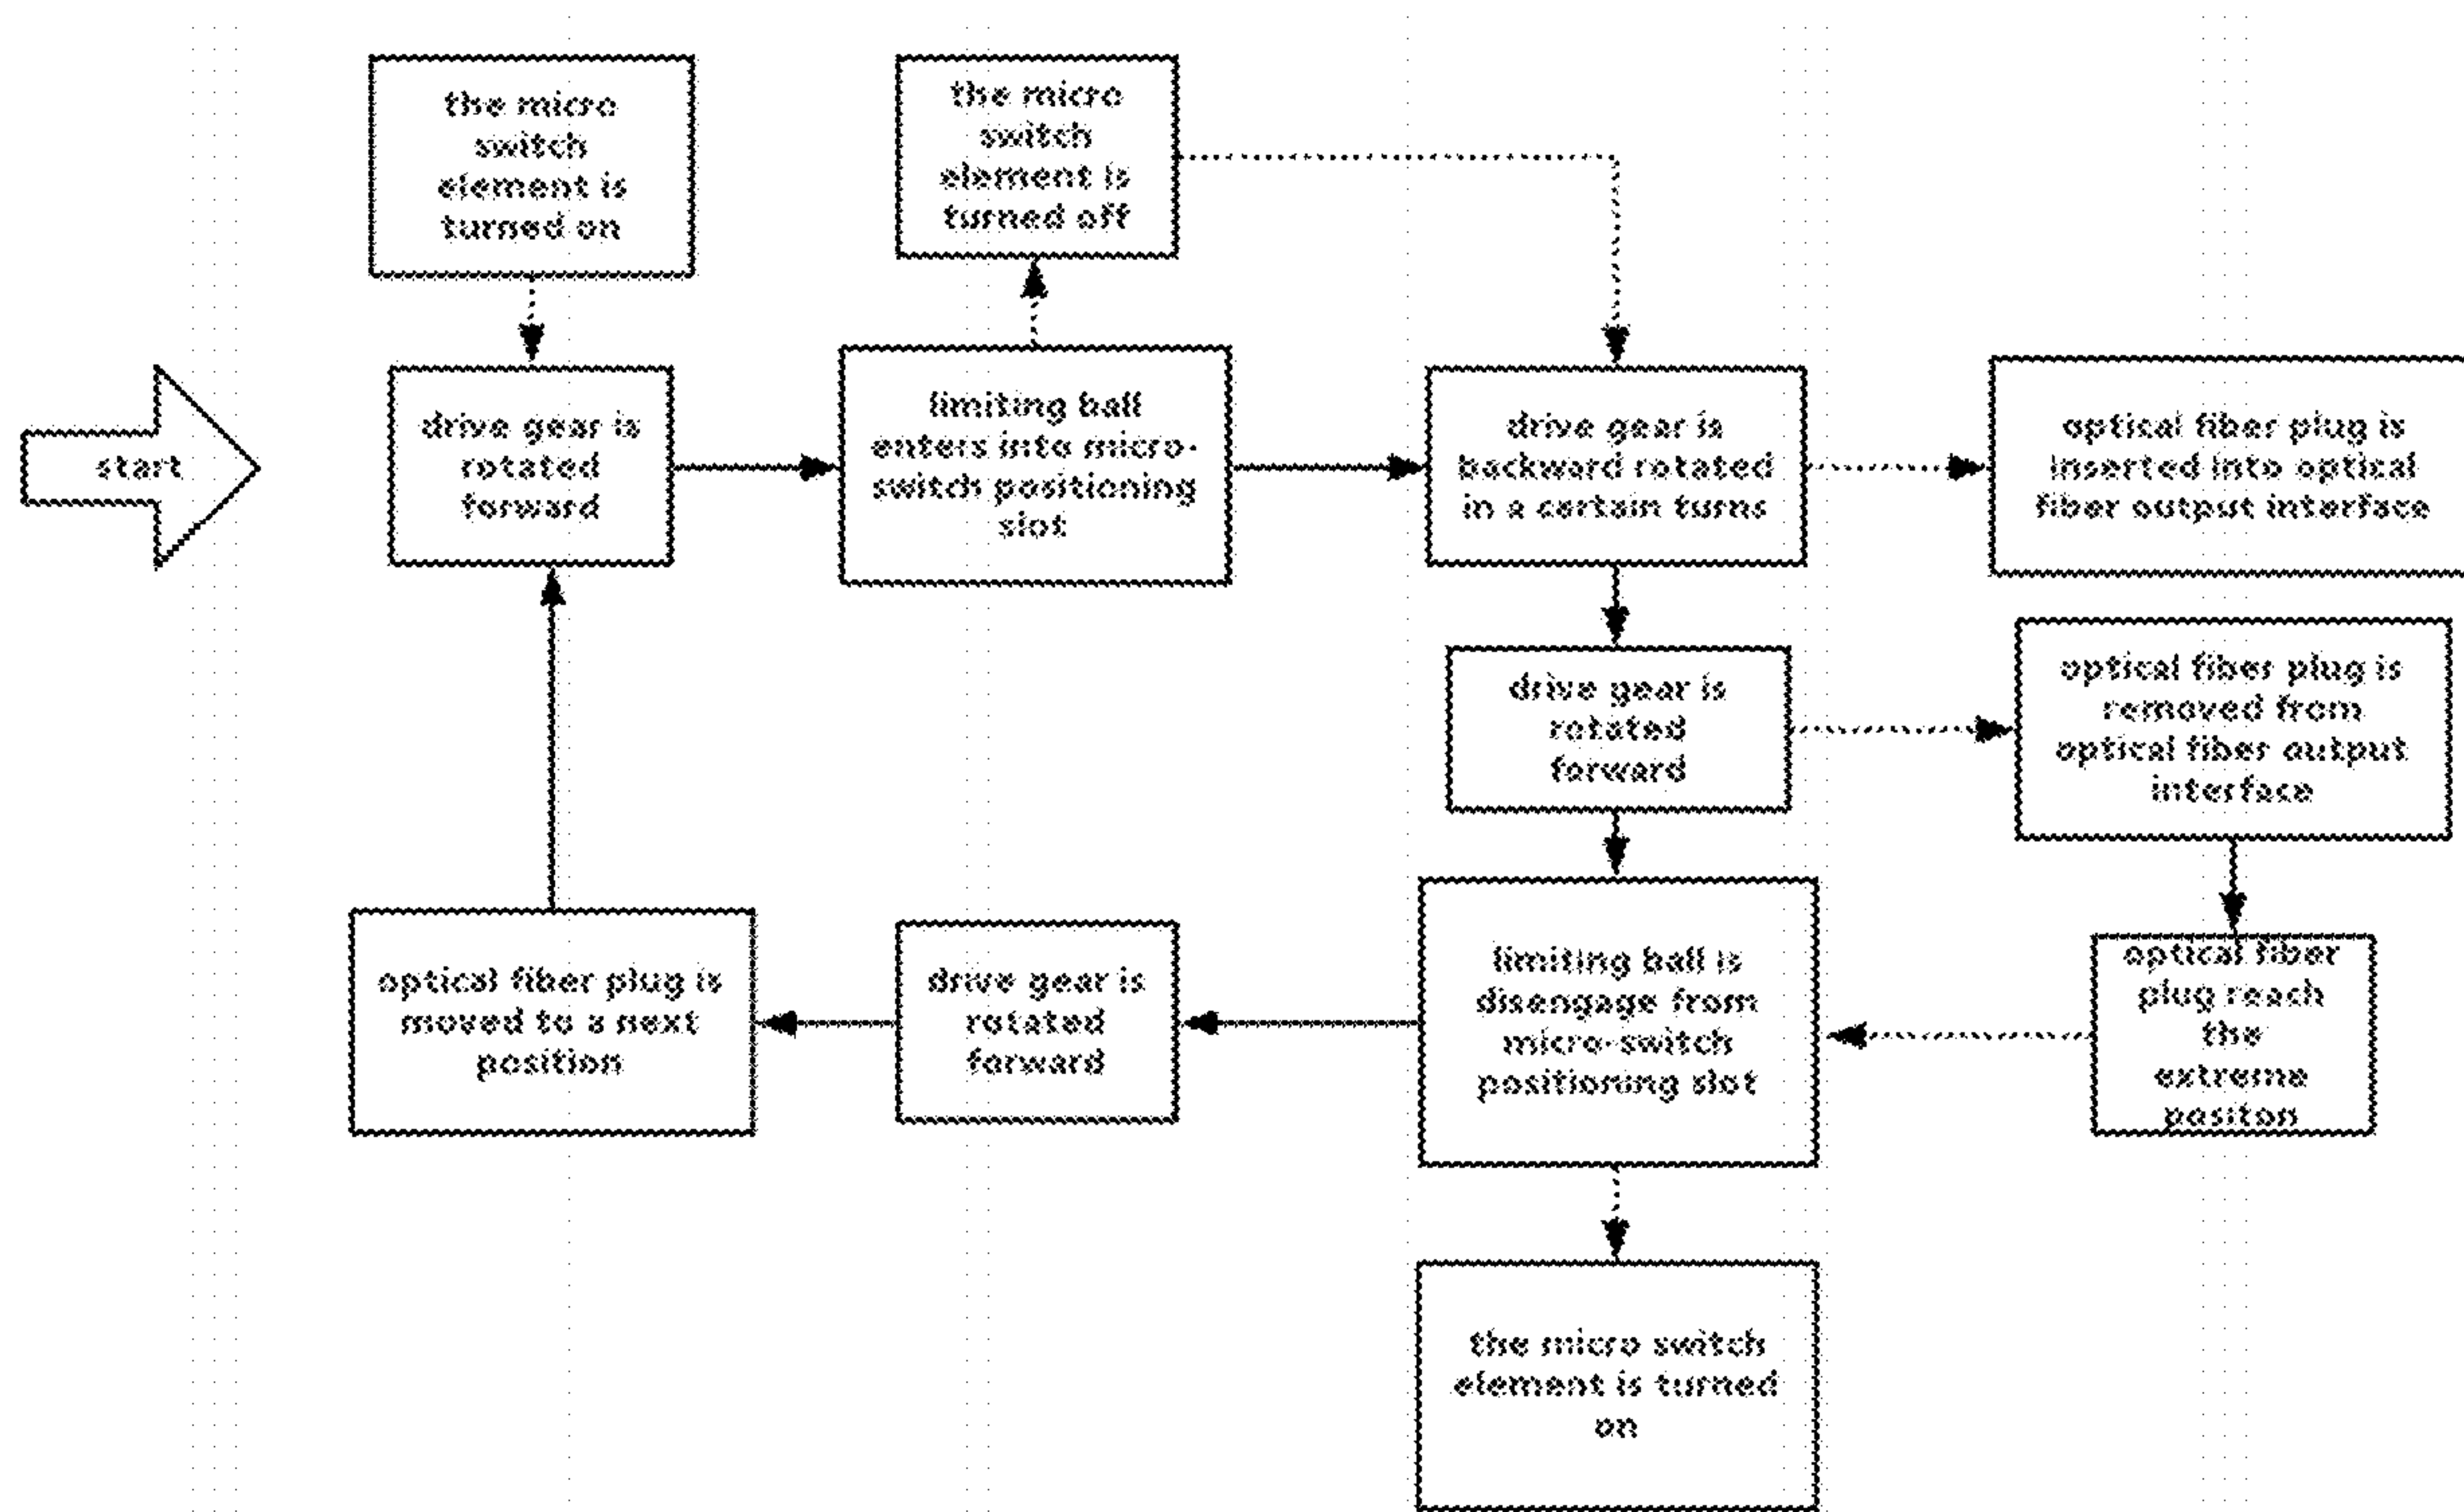 the micro
switch
element is
turned on
the micro
switch
element is
turned off
start
drive gear is
rotated
forward
limiting ball
enters into micro-
switch positioning
slot
drive gear is
backward rotated
in a certain turns
optical fiber plug is
inserted into optical
fiber output interface
drive gear is
rotated
forward
optical fiber plug is
removed from
optical fiber output
interface
optical fiber plug is
moved to a next
position
drive gear is
rotated
forward
limiting ball is
disengage from
micro-switch
positioning slot
optical fiber
plug reach
the
extreme
positon
the micro switch
element is turned
on